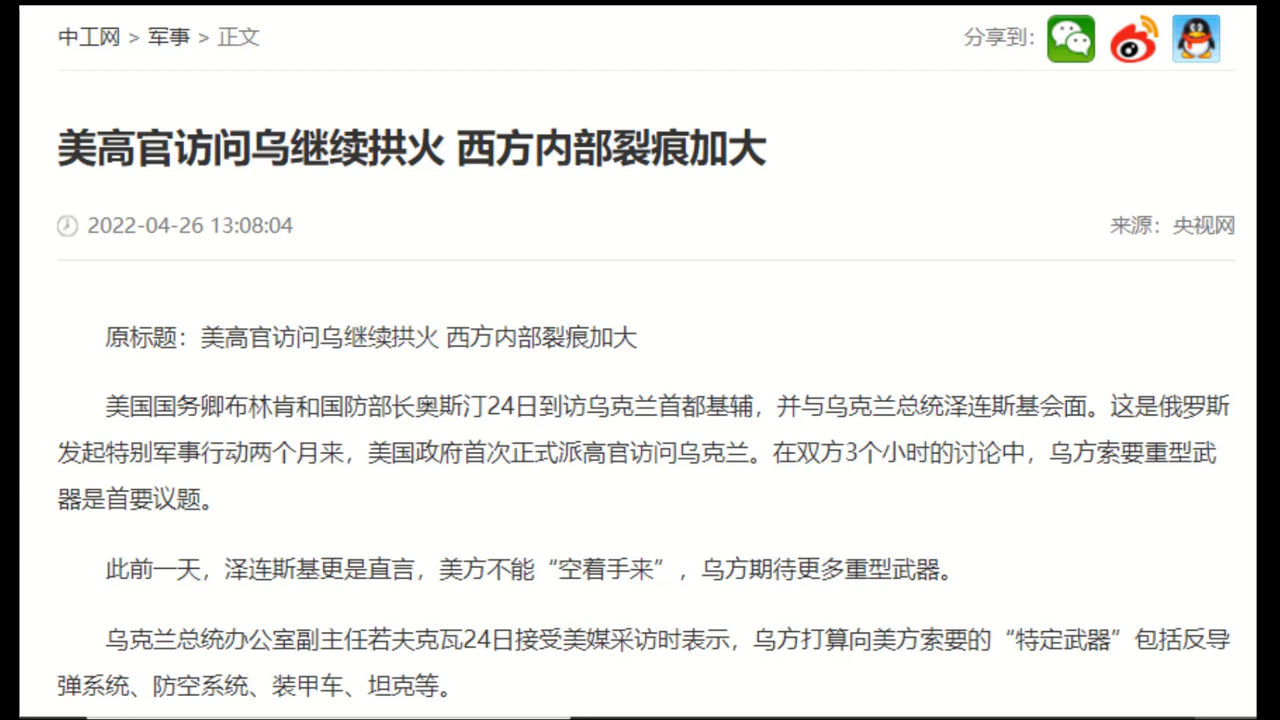 中工网 > 军事 > 正文
分享到:
美高官访问乌继续拱火 西方内部裂痕加大
2022-04-26 13:08:04
来源：央视网
原标题：美高官访问乌继续拱火 西方内部裂痕加大
美国国务卿布林肯和国防部长奥斯汀24日到访乌克兰首都基辅，并与乌克兰总统泽连斯基会面。这是俄罗斯
发起特别军事行动两个月来，美国政府首次正式派高官访问乌克兰。在双方3个小时的讨论中，乌方索要重型武
器是首要议题。
此前一天，泽连斯基更是直言，美方不能“空着手来”，乌方期待更多重型武器。
乌克兰总统办公室副主任若夫克瓦24日接受美媒采访时表示，乌方打算向美方索要的“特定武器”包括反导
弹系统、防空系统、装甲车、坦克等。